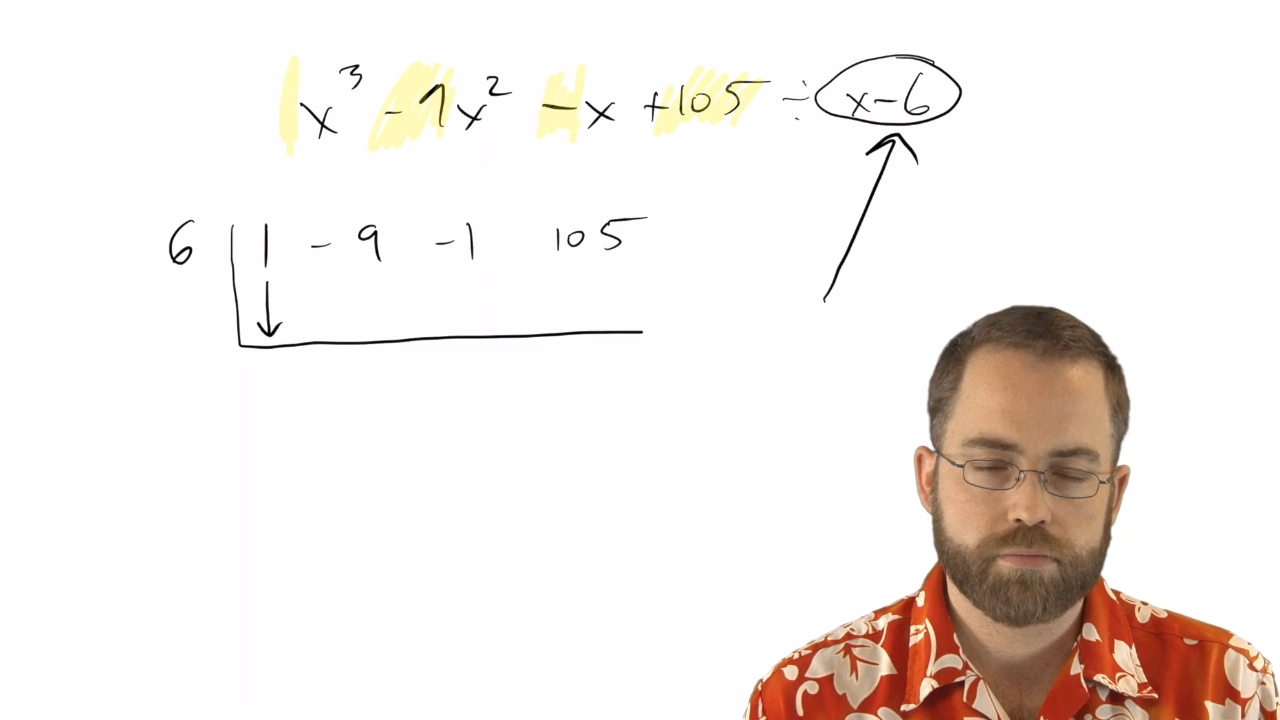 x³ - 9x² - x + 105 ÷ x - 6
6 | 1 - 9 - 1 105